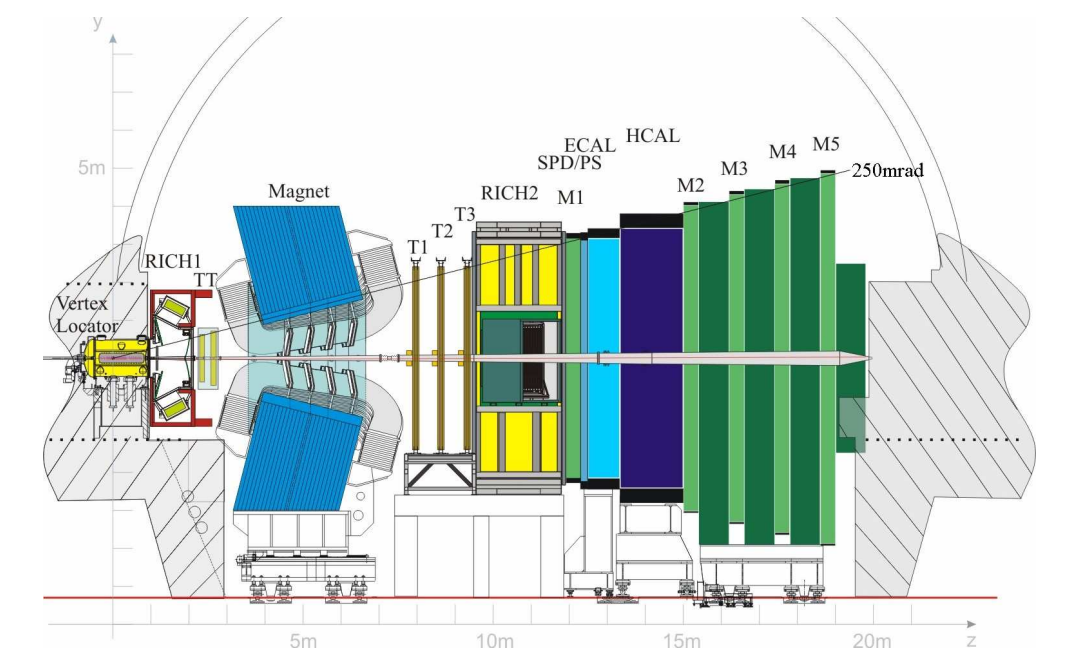 y
HCAL
ECAL
M5
M4
SPD/PS
M3
5m
250mrad
M2
Magnet
RICH2
M1
T3
T2
T1
RICH1
TT
Vertex
Locator
5m
10m
15m
20m
z